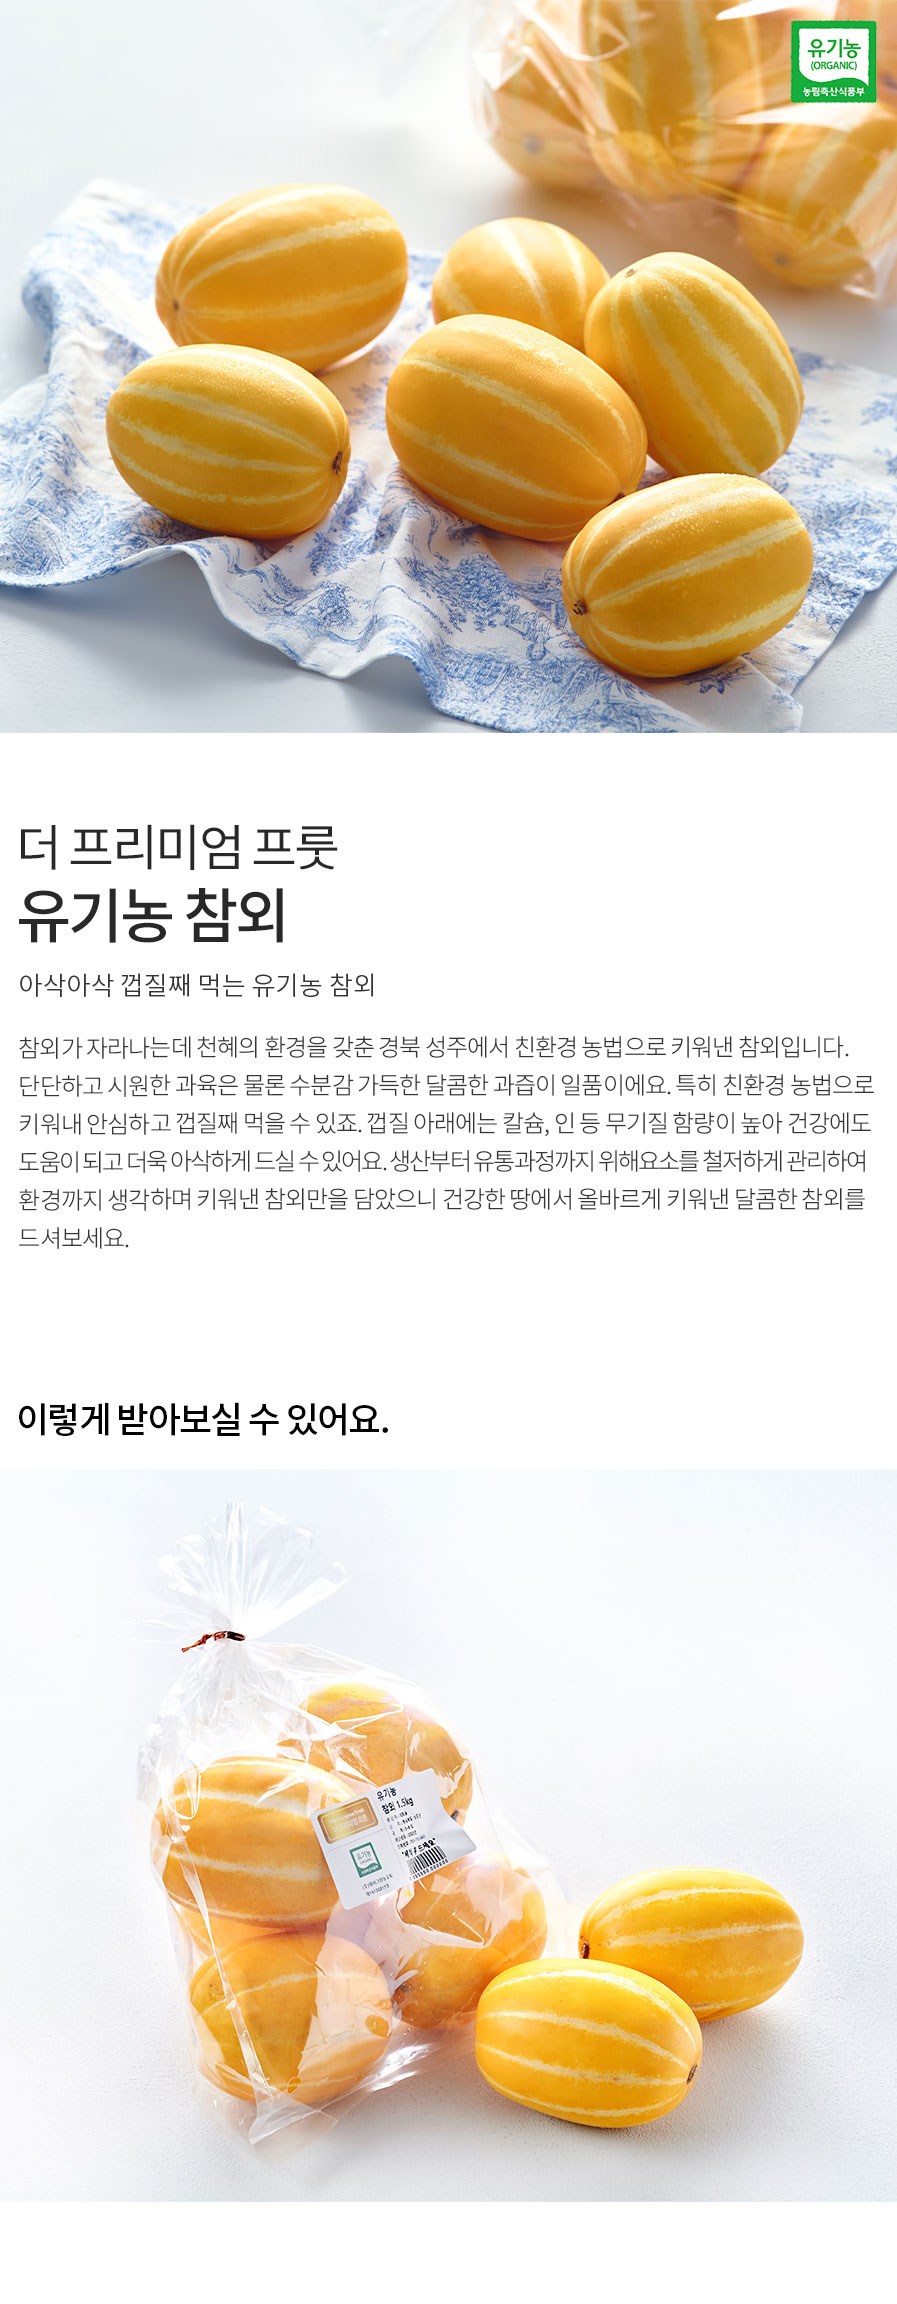 유기농
(ORGANIC)
농림축산식품부
더 프리미엄 프룻
유기농 참외
아삭아삭 껍질째 먹는 유기농 참외
참외가 자라나는데 천혜의 환경을 갖춘 경북 성주에서 친환경 농법으로 키워낸 참외입니다.
단단하고 시원한 과육은 물론 수분감 가득한 달콤한 과즙이 일품이에요. 특히 친환경 농법으로
키워내 안심하고 껍질째 먹을 수 있죠. 껍질 아래에는 칼슘, 인 등 무기질 함량이 높아 건강에도
도움이 되고 더욱 아삭하게 드실 수 있어요. 생산부터 유통과정까지 위해요소를 철저하게 관리하여
환경까지 생각하며 키워낸 참외만을 담았으니 건강한 땅에서 올바르게 키워낸 달콤한 참외를
드셔보세요.
이렇게 받아보실 수 있어요.
유기농
참외 1.5kg
유기농